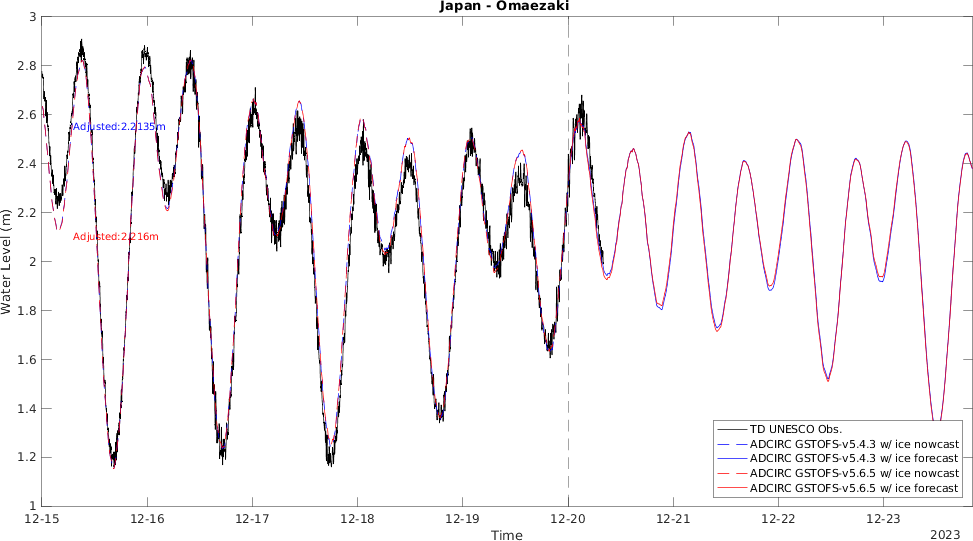 Japan - Omaezaki
3
2.8
2.6
2.4
2.2
2
1.8
1.6
1.4
1.2
1
Water Level (m)
Adjusted:2.2135m
Adjusted:2.216m
TD UNESCO Obs.
ADCIRC GSTOFS-v5.4.3 w/ ice nowcast
ADCIRC GSTOFS-v5.4.3 w/ ice forecast
ADCIRC GSTOFS-v5.6.5 w/ ice nowcast
ADCIRC GSTOFS-v5.6.5 w/ ice forecast
12-15 12-16 12-17 12-18 12-19 12-20 12-21 12-22 12-23
Time
2023